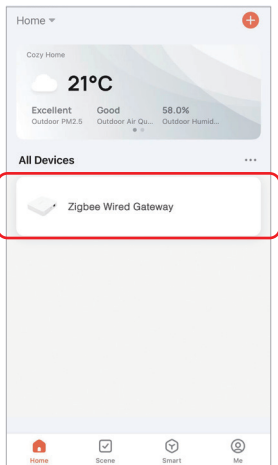 Home
Cozy Home
21°C
Excellent Good 58.0%
Outdoor PM2.5 Outdoor Air Qu... Outdoor Humid...
All Devices ...
Zigbee Wired Gateway
Home Scene Smart Me